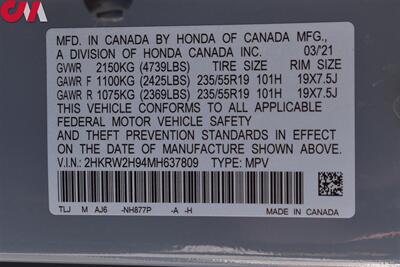 MFD. IN CANADA BY HONDA OF CANADA MFG.,
A DIVISION OF HONDA CANADA INC. 03/'21
GVWR 2150KG (4739LBS) TIRE SIZE RIM SIZE
GAWR F 1100KG (2425LBS) 235/55R19 101H 19X7.5J
GAWR R 1075KG (2369LBS) 235/55R19 101H 19X7.5J
THIS VEHICLE CONFORMS TO ALL APPLICABLE
FEDERAL MOTOR VEHICLE SAFETY
AND THEFT PREVENTION STANDARDS IN EFFECT
ON THE DATE OF MANUFACTURE SHOWN ABOVE.
V.I.N.: 2HKRW2H94MH637809 TYPE: MPV
TLJ M AJ6 -NH877P -A -H MADE IN CANADA